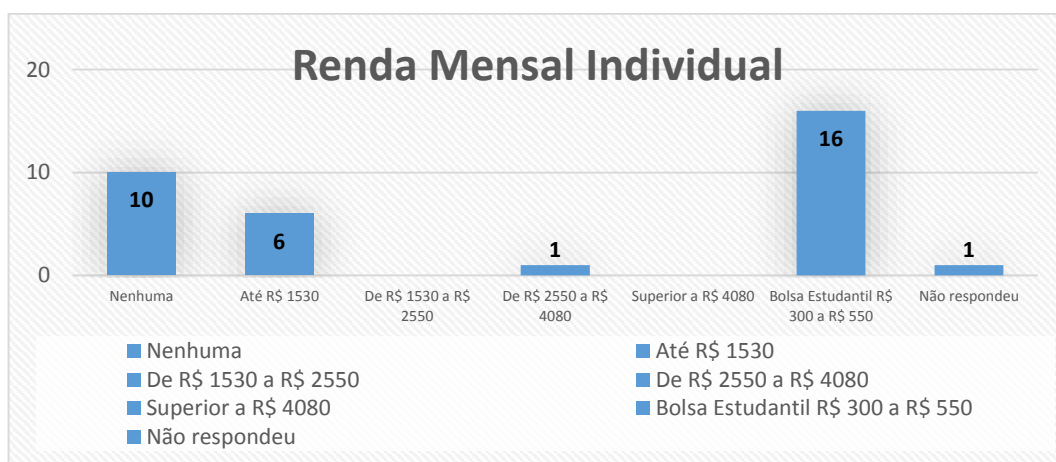 Renda Mensal Individual
20
10
0
10
6
1
16
1
Nenhuma
Até R$ 1530
De R$ 1530 a R$
2550
De R$ 2550 a R$
4080
Superior a R$ 4080
Bolsa Estudantil R$
300 a R$ 550
Não respondeu
Nenhuma
Até R$ 1530
De R$ 1530 a R$ 2550
De R$ 2550 a R$ 4080
Superior a R$ 4080
Bolsa Estudantil R$ 300 a R$ 550
Não respondeu